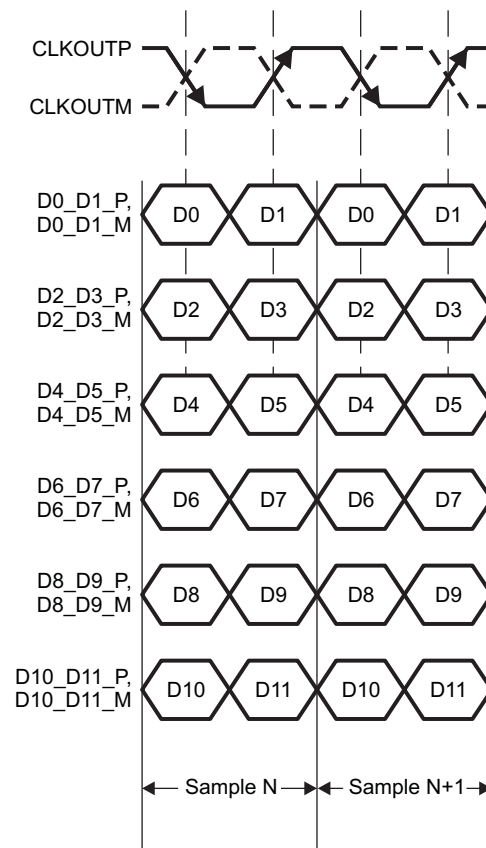 CLKOUTP
CLKOUTM
D0_D1_P,
D0_D1_M
D0 D1 D0 D1
D2_D3_P,
D2_D3_M
D2 D3 D2 D3
D4_D5_P,
D4_D5_M
D4 D5 D4 D5
D6_D7_P,
D6_D7_M
D6 D7 D6 D7
D8_D9_P,
D8_D9_M
D8 D9 D8 D9
D10_D11_P,
D10_D11_M
D10 D11 D10 D11
Sample N Sample N+1